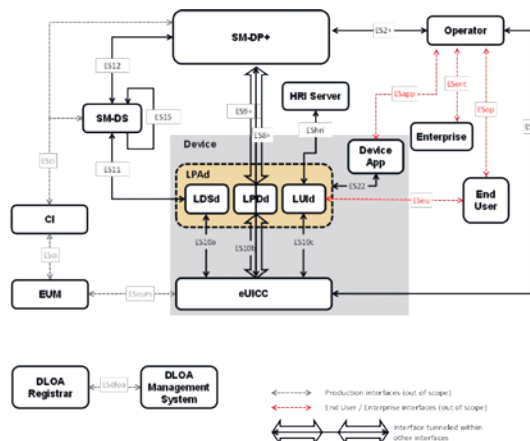 SM-DP+
ES2+
Operator
ES12
SM-DS
ES15
ES9+
ES8+
HRI Server
EShri
ESapp
ESent
ESop
Enterprise
Device
App
ESci
ES11
Device
LPAd
LDSd
LPDd
LUId
ES22
ESeu
End
User
CI
ES10a
ES10b
ES10c
EUM
ESeum
eUICC
DLOA
Registrar
ESdloa
DLOA
Management
System
Production interfaces (out of scope)
End User / Enterprise interfaces (out of scope)
Interface tunneled within
other interfaces